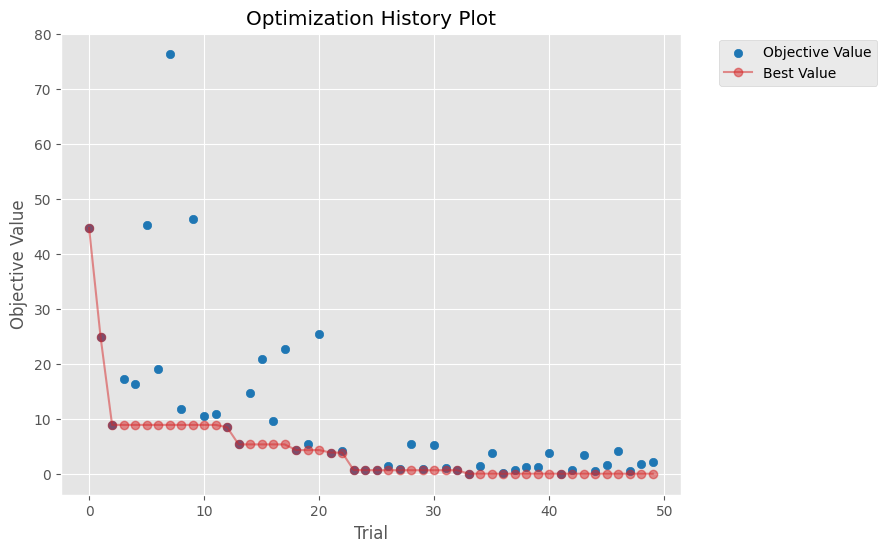 Optimization History Plot
Objective Value
Best Value
80
70
60
50
40
30
20
10
0
Objective Value
0 10 20 30 40 50
Trial